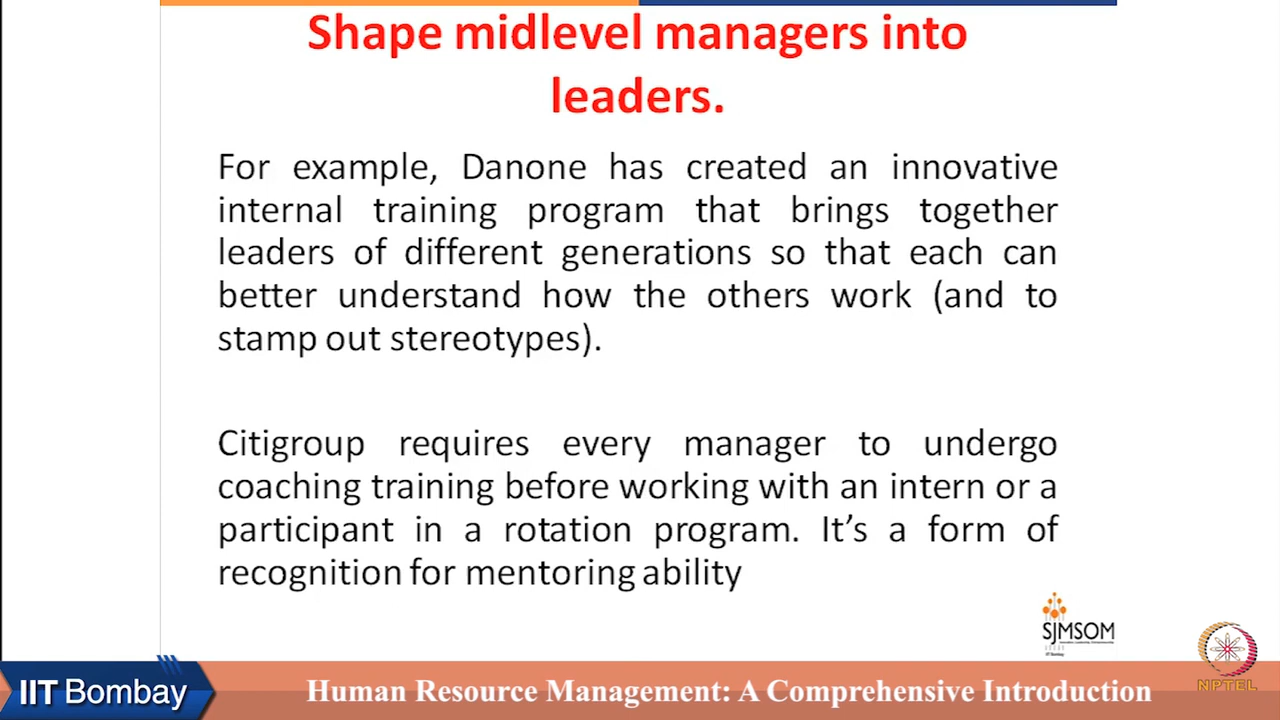 Shape midlevel managers into
leaders.
For example, Danone has created an innovative
internal training program that brings together
leaders of different generations so that each can
better understand how the others work (and to
stamp out stereotypes).
Citigroup requires every manager to undergo
coaching training before working with an intern or a
participant in a rotation program. It’s a form of
recognition for mentoring ability
SJMSOM
IIT Bombay
NPTEL
IIT Bombay
Human Resource Management: A Comprehensive Introduction